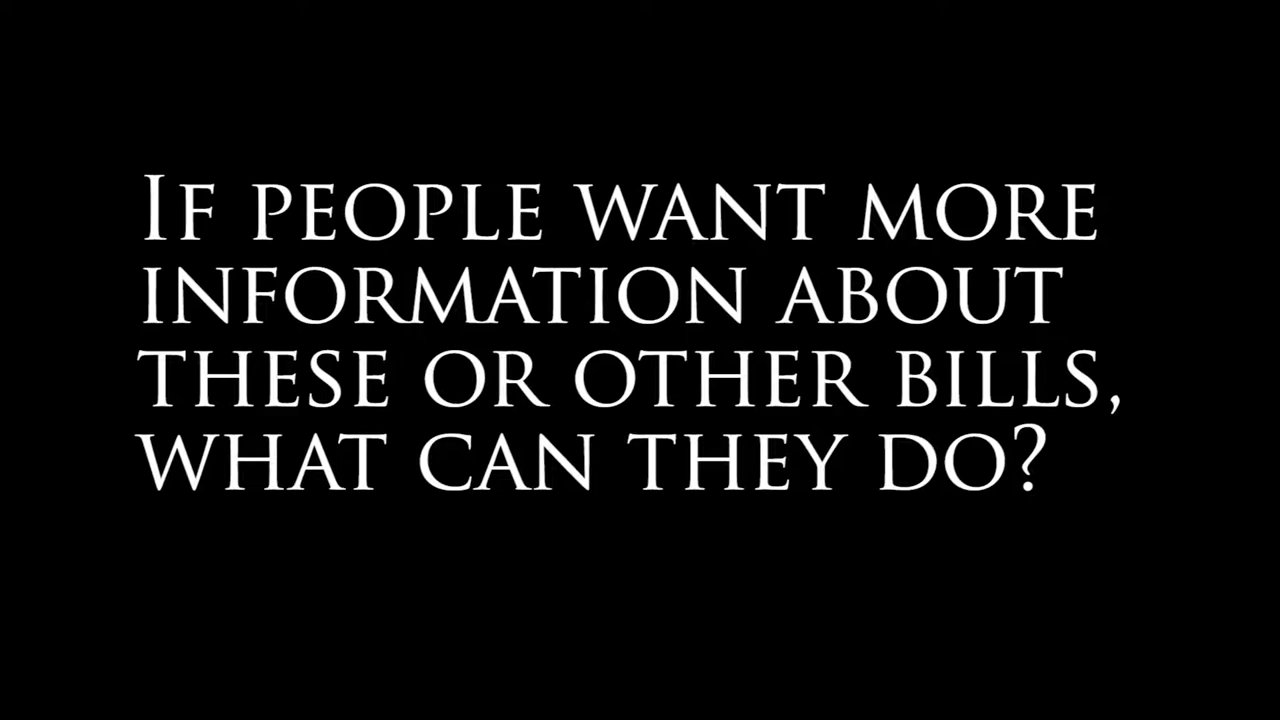 If people want more
information about
these or other bills,
what can they do?